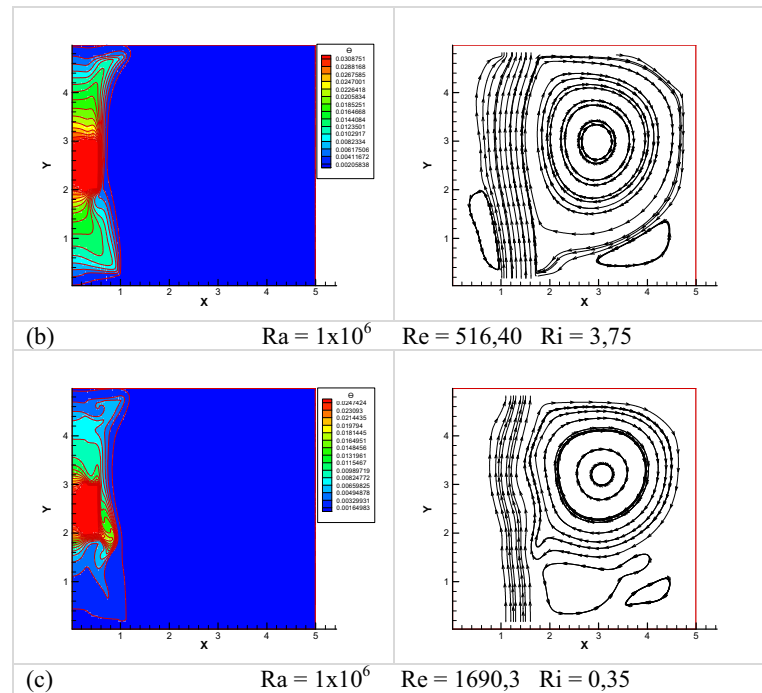 Θ
0.0308751
0.0288168
0.0267585
0.0247001
0.0226418
0.0205834
0.0185251
0.0164668
0.0144084
0.0123501
0.0102917
0.0082334
0.00617506
0.00411672
0.00205838
Y
4
3
2
1
1 2 3 4 5
X
Y
4
3
2
1
1 2 3 4 5
X
(b) Ra = 1x10⁶ Re = 516,40 Ri = 3,75
Θ
0.0247424
0.023093
0.0214435
0.019794
0.0181445
0.0164951
0.0148456
0.0131961
0.0115467
0.00989719
0.00824772
0.00659825
0.00494878
0.00329931
0.00164983
Y
4
3
2
1
1 2 3 4 5
X
Y
4
3
2
1
1 2 3 4 5
X
(c) Ra = 1x10⁶ Re = 1690,3 Ri = 0,35